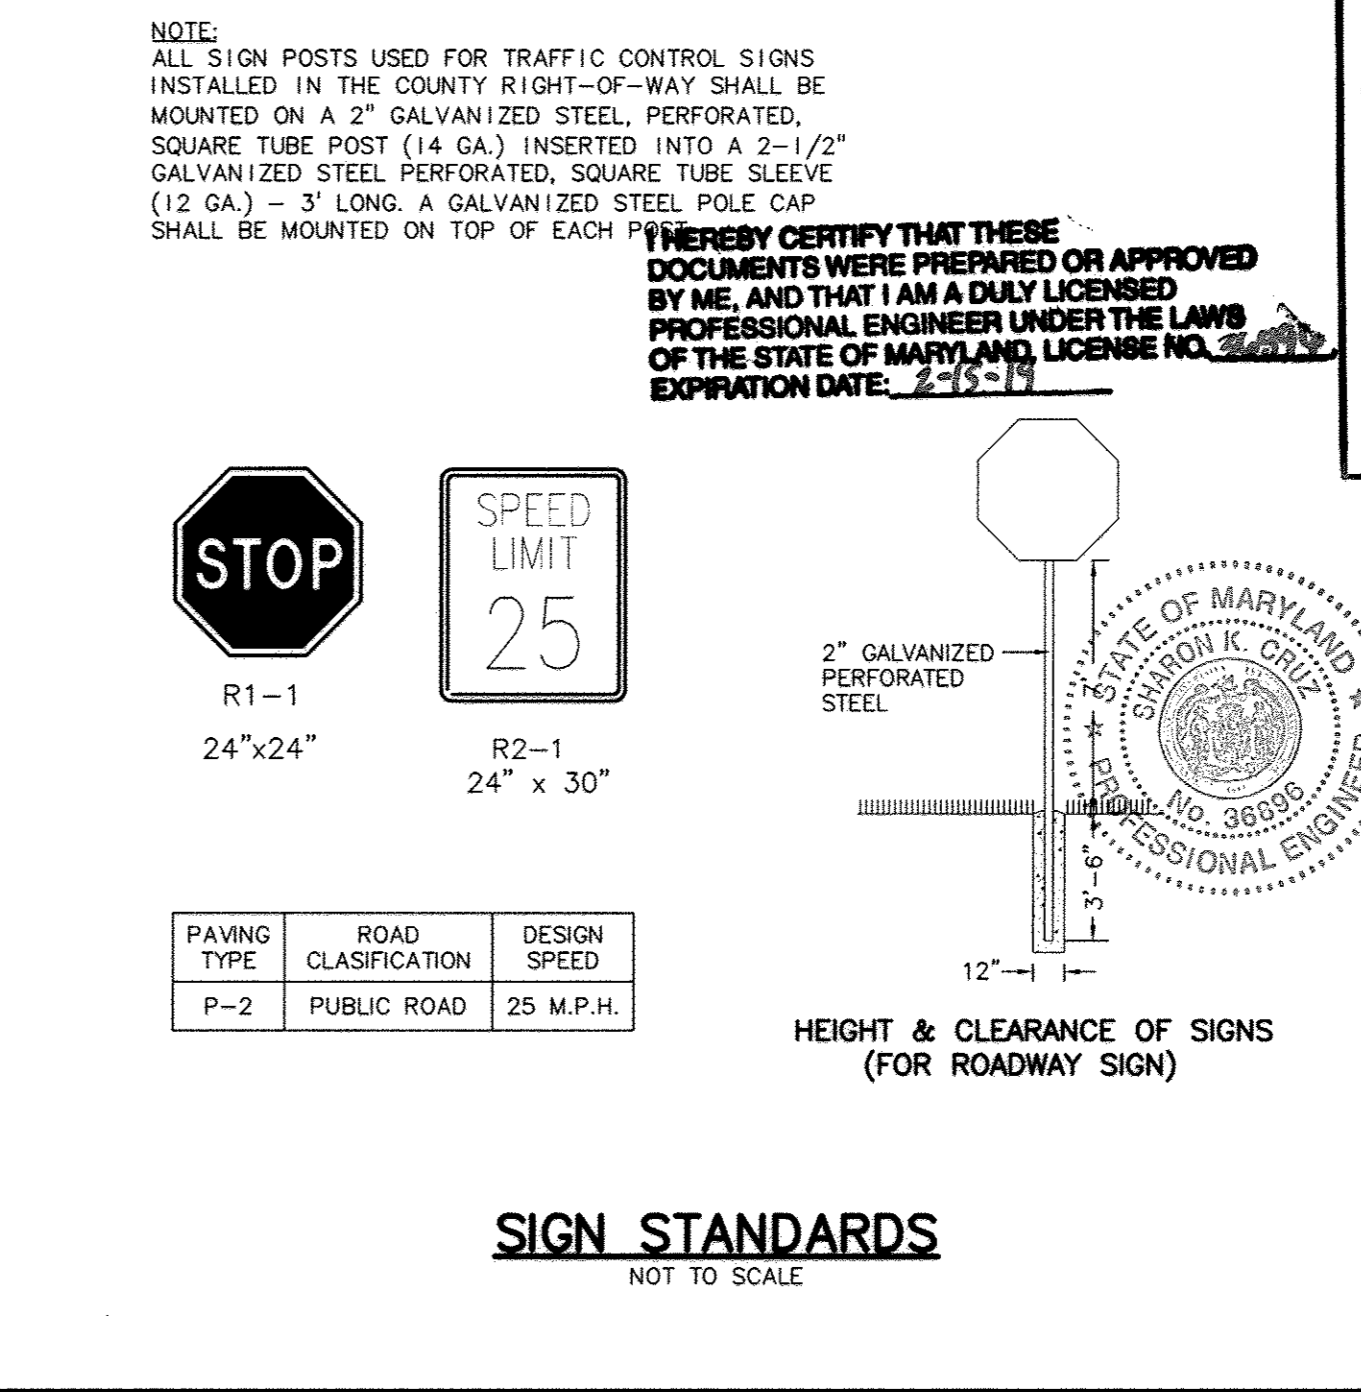 NOTE:
ALL SIGN POSTS USED FOR TRAFFIC CONTROL SIGNS
INSTALLED IN THE COUNTY RIGHT-OF-WAY SHALL BE
MOUNTED ON A 2" GALVANIZED STEEL, PERFORATED,
SQUARE TUBE POST (14 GA.) INSERTED INTO A 2-1/2"
GALVANIZED STEEL PERFORATED, SQUARE TUBE SLEEVE
(12 GA.) - 3' LONG. A GALVANIZED STEEL POLE CAP
SHALL BE MOUNTED ON TOP OF EACH POST
I HEREBY CERTIFY THAT THESE
DOCUMENTS WERE PREPARED OR APPROVED
BY ME, AND THAT I AM A DULY LICENSED
PROFESSIONAL ENGINEER UNDER THE LAWS
OF THE STATE OF MARYLAND, LICENSE NO.
EXPIRATION DATE: 2-15-19
STOP
R1-1
24"x24"
SPEED
LIMIT
25
R2-1
24" x 30"
2" GALVANIZED
PERFORATED
STEEL
7'
3'-6"
12"
STATE OF MARYLAND
SHARON K. CRUZ
No. 36896
PROFESSIONAL ENGINEER
HEIGHT & CLEARANCE OF SIGNS
(FOR ROADWAY SIGN)
PAVING TYPE
ROAD CLASIFICATION
DESIGN SPEED
P-2
PUBLIC ROAD
25 M.P.H.
SIGN STANDARDS
NOT TO SCALE